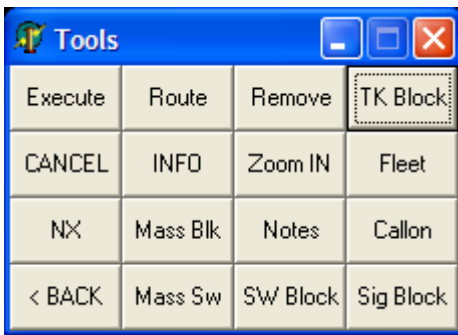 Tools
Execute Route Remove TK Block
CANCEL INFO Zoom IN Fleet
NX Mass Blk Notes Callon
< BACK Mass Sw SW Block Sig Block